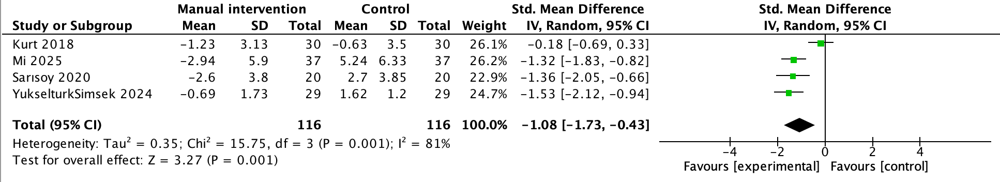 Manual intervention Control Std. Mean Difference Std. Mean Difference
Study or Subgroup Mean SD Total Mean SD Total Weight IV, Random, 95% CI IV, Random, 95% CI
Kurt 2018 −1.23 3.13 30 −0.63 3.5 30 26.1% −0.18 [−0.69, 0.33]
Mi 2025 −2.94 5.9 37 5.24 6.33 37 26.2% −1.32 [−1.83, −0.82]
Sarısoy 2020 −2.6 3.8 20 2.7 3.85 20 22.9% −1.36 [−2.05, −0.66]
YukselturkSimsek 2024 −0.69 1.73 29 1.62 1.2 29 24.7% −1.53 [−2.12, −0.94]
Total (95% CI) 116 116 100.0% −1.08 [−1.73, −0.43]
Heterogeneity: Tau² = 0.35; Chi² = 15.75, df = 3 (P = 0.001); I² = 81%
Test for overall effect: Z = 3.27 (P = 0.001)
−4 −2 0 2 4
Favours [experimental] Favours [control]